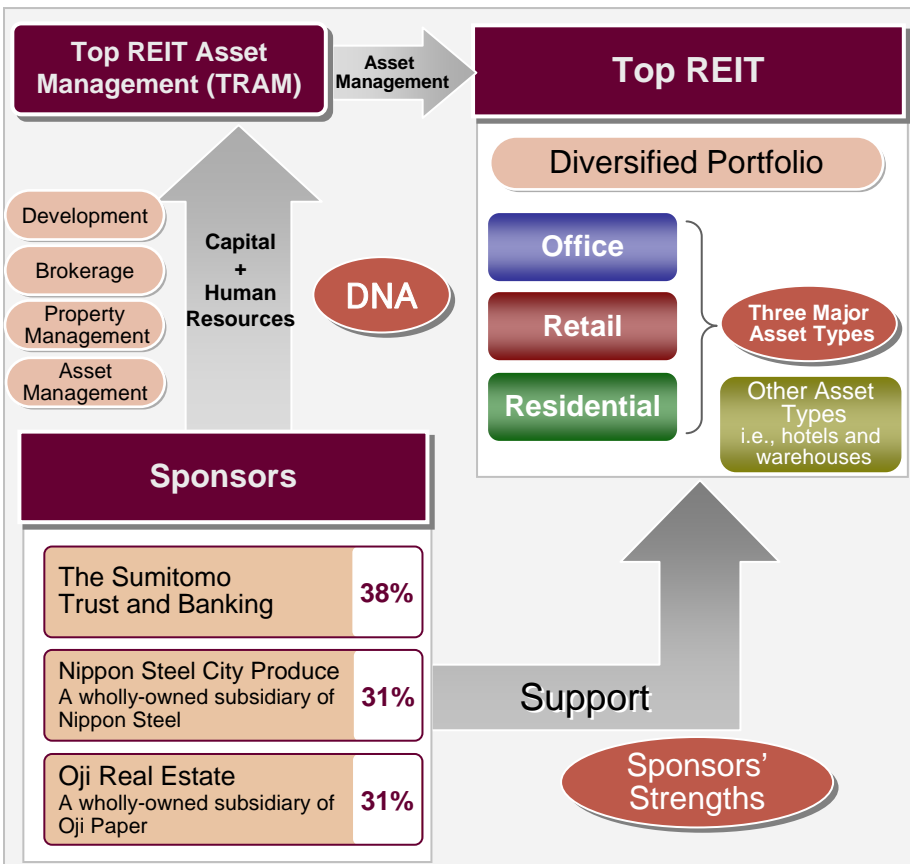 Top REIT Asset
Management (TRAM)
Asset
Management
Top REIT
Diversified Portfolio
Office
Retail
Residential
Three Major
Asset Types
Other Asset
Types
i.e., hotels and
warehouses
Development
Brokerage
Property
Management
Asset
Management
Capital
+
Human
Resources
DNA
Sponsors
The Sumitomo
Trust and Banking
38%
Nippon Steel City Produce
A wholly-owned subsidiary of
Nippon Steel
31%
Oji Real Estate
A wholly-owned subsidiary of
Oji Paper
31%
Support
Sponsors'
Strengths